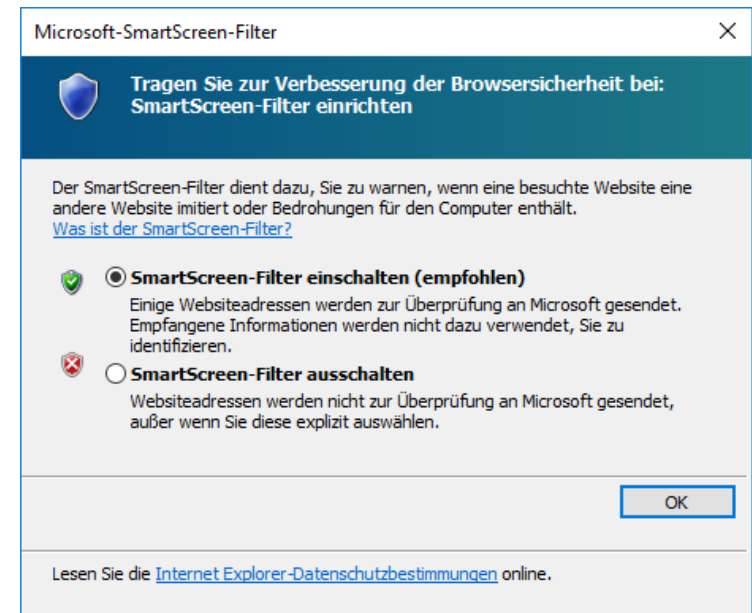 Microsoft-SmartScreen-Filter
Tragen Sie zur Verbesserung der Browsersicherheit bei:
SmartScreen-Filter einrichten
Der SmartScreen-Filter dient dazu, Sie zu warnen, wenn eine besuchte Website eine
andere Website imitiert oder Bedrohungen für den Computer enthält.
Was ist der SmartScreen-Filter?
SmartScreen-Filter einschalten (empfohlen)
Einige Websiteadressen werden zur Überprüfung an Microsoft gesendet.
Empfangene Informationen werden nicht dazu verwendet, Sie zu
identifizieren.
SmartScreen-Filter ausschalten
Websiteadressen werden nicht zur Überprüfung an Microsoft gesendet,
außer wenn Sie diese explizit auswählen.
OK
Lesen Sie die Internet Explorer-Datenschutzbestimmungen online.